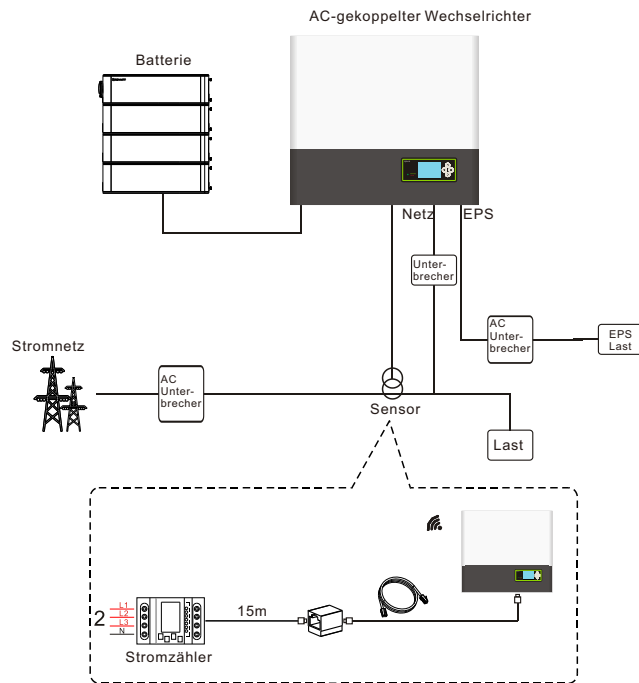 AC-gekoppelter Wechselrichter
Batterie
Netz
EPS
Unter-
brecher
AC
Unter-
brecher
EPS
Last
Stromnetz
AC
Unter-
brecher
Sensor
Last
2
L1
L2
L3
N
15m
Stromzähler